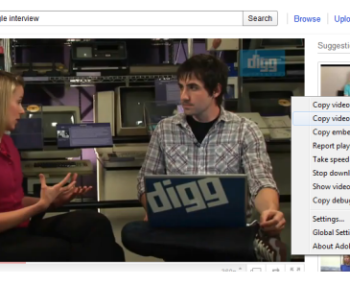 gle interview
Search
Browse
Uplo
Suggesti
digg
digg
Copy video
Copy video
Copy embe
Report play
Take speed
Stop downl
Show video
Copy debug
Settings...
Global Setti
About Adob